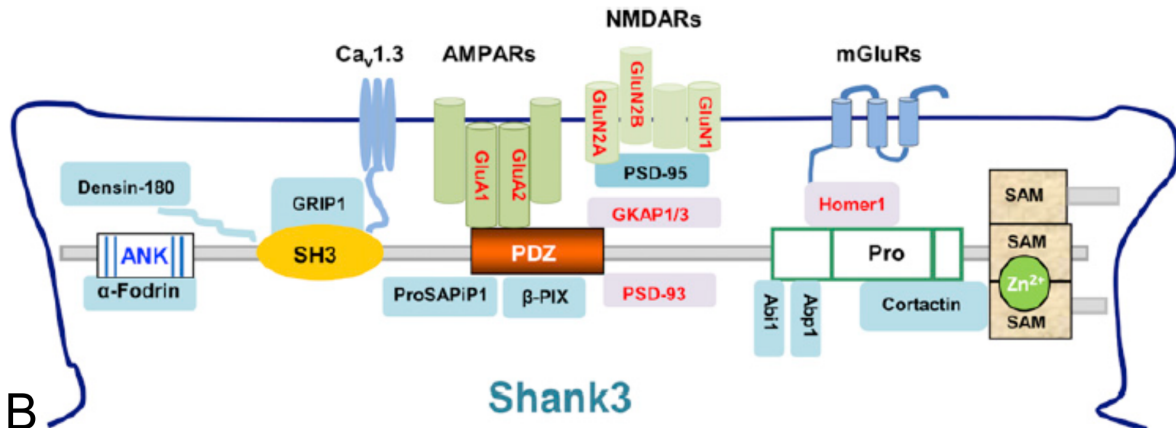 NMDARs
Cav1.3
AMPARs
mGluRs
GluN2A
GluN2B
GluN1
GluA1
GluA2
PSD-95
Densin-180
GRIP1
GKAP1/3
Homer1
SAM
ANK
SH3
PDZ
Pro
SAM
α-Fodrin
ProSAPiP1
β-PIX
PSD-93
Abi1
Abp1
Cortactin
Zn²⁺
SAM
Shank3
B